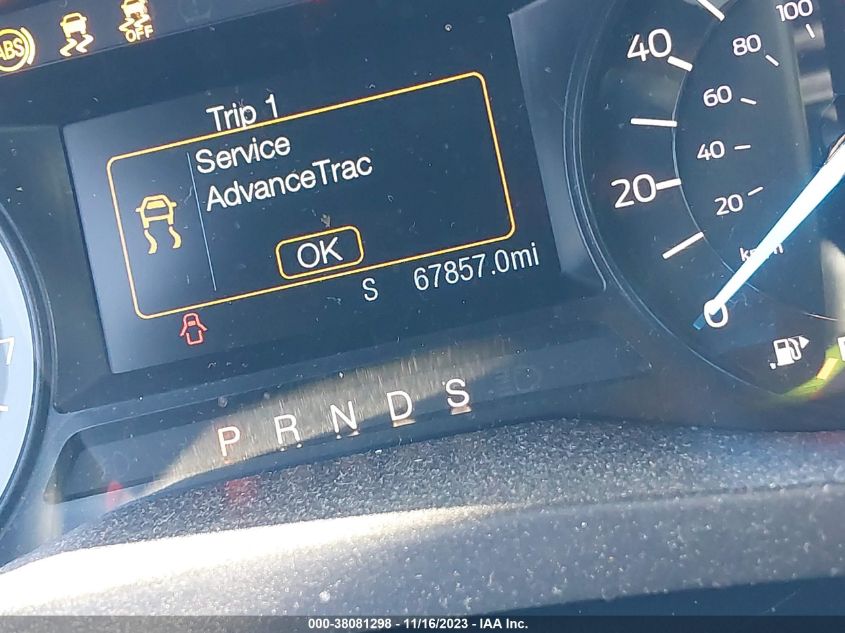 ABS
OFF
Trip 1
Service
AdvanceTrac
OK
S 67857.0mi
P R N D S
40
20
0
100
80
60
40
20
7
000-38081298 - 11/16/2023 - IAA Inc.